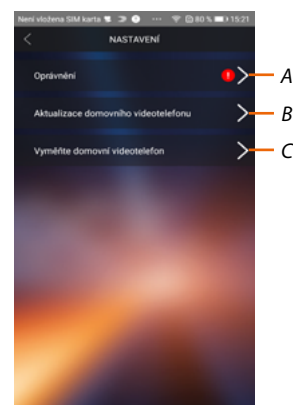 Není vložena SIM karta ··· 80 % 15:21
NASTAVENÍ
Oprávnění ! A
Aktualizace domovního videotelefonu B
Vyměňte domovní videotelefon C